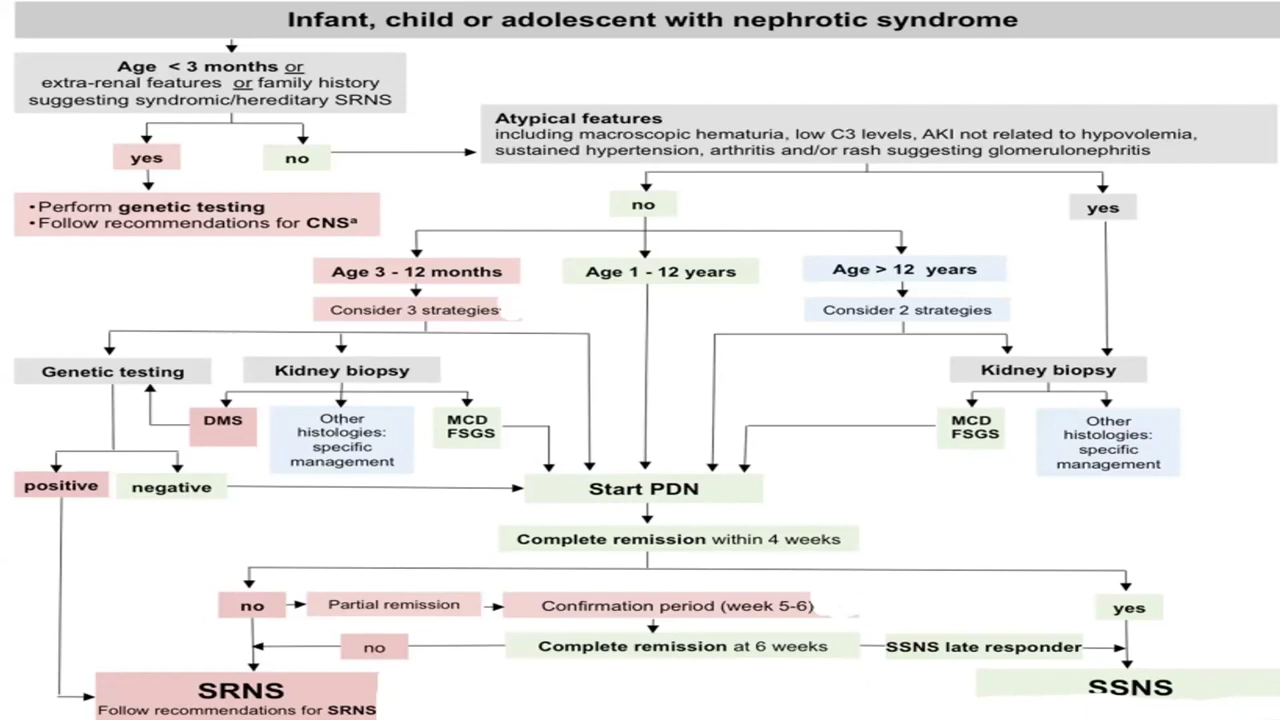 Infant, child or adolescent with nephrotic syndrome
Age < 3 months or
extra-renal features or family history
suggesting syndromic/hereditary SRNS
yes
no
Atypical features
including macroscopic hematuria, low C3 levels, AKI not related to hypovolemia,
sustained hypertension, arthritis and/or rash suggesting glomerulonephritis
•Perform genetic testing
•Follow recommendations for CNSª
no
yes
Age 3 - 12 months
Age 1 - 12 years
Age > 12 years
Consider 3 strategies
Consider 2 strategies
Genetic testing
Kidney biopsy
Kidney biopsy
DMS
Other
histologies:
specific
management
MCD
FSGS
MCD
FSGS
Other
histologies:
specific
management
positive
negative
Start PDN
Complete remission within 4 weeks
no
Partial remission
Confirmation period (week 5-6)
yes
no
Complete remission at 6 weeks
SSNS late responder
SRNS
Follow recommendations for SRNS
SSNS